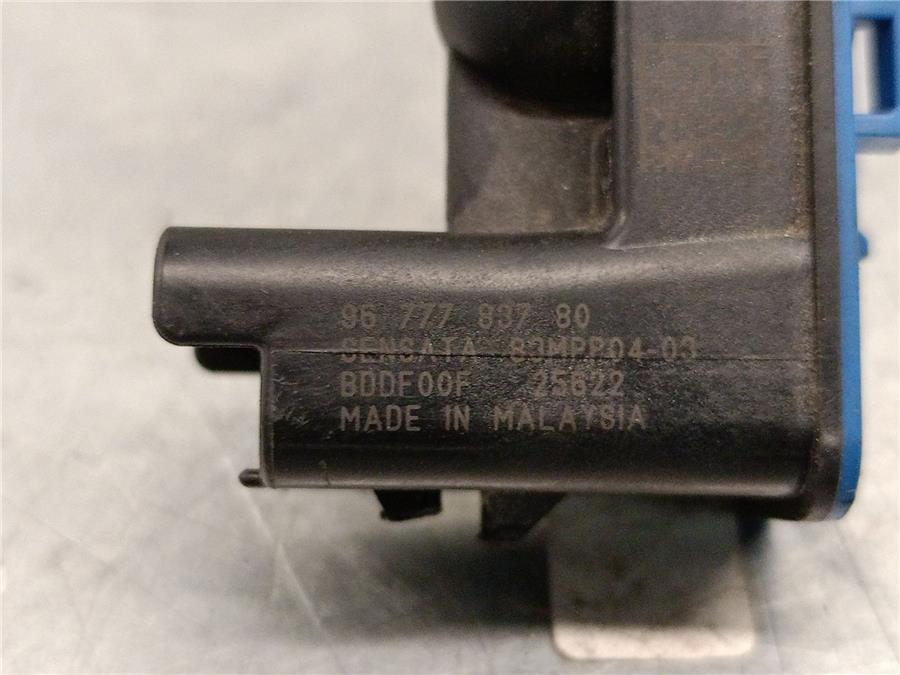 96 777 837 80
SENSATA 83MPP04-03
BDDF00F 25622
MADE IN MALAYSIA